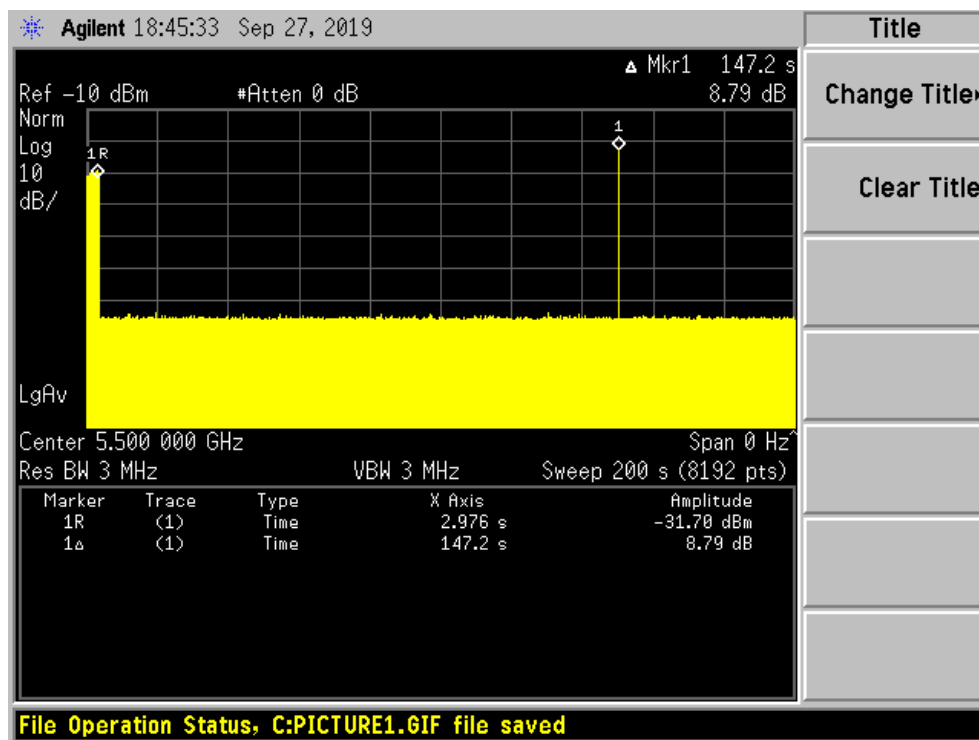 Agilent 18:45:33 Sep 27, 2019
Title
Δ Mkr1 147.2 s
Ref -10 dBm #Atten 0 dB 8.79 dB
Norm
Log
10
dB/
1R
1
LgAv
Center 5.500 000 GHz Span 0 Hz^
Res BW 3 MHz VBW 3 MHz Sweep 200 s (8192 pts)
Marker Trace Type X Axis Amplitude
1R (1) Time 2.976 s -31.70 dBm
1Δ (1) Time 147.2 s 8.79 dB
Change Title▸
Clear Title
File Operation Status, C:PICTURE1.GIF file saved